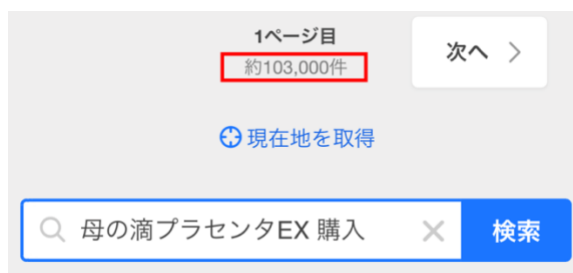 1ページ目
約103,000件
次へ
現在地を取得
母の滴プラセンタEX 購入
検索